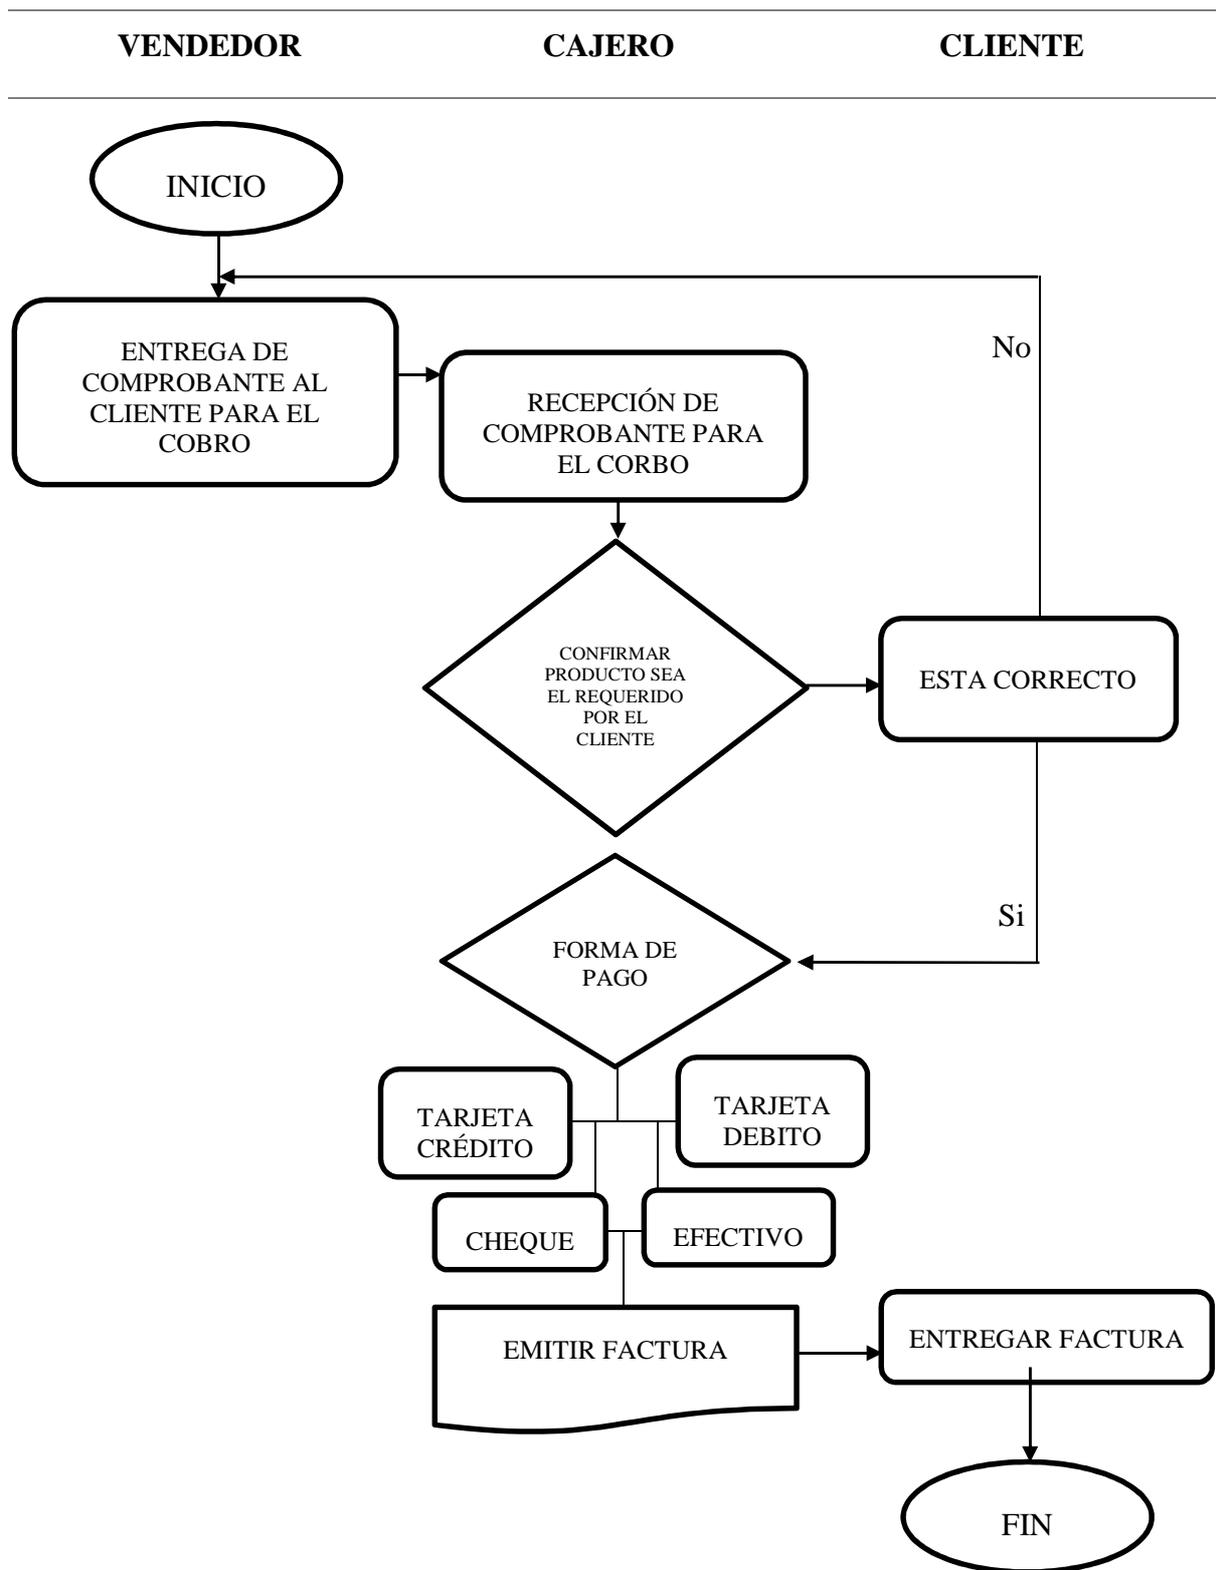 VENDEDOR CAJERO CLIENTE
INICIO
No
ENTREGA DE
COMPROBANTE AL
CLIENTE PARA EL
COBRO
RECEPCIÓN DE
COMPROBANTE PARA
EL CORBO
CONFIRMAR
PRODUCTO SEA
EL REQUERIDO
POR EL
CLIENTE
ESTA CORRECTO
Si
FORMA DE
PAGO
TARJETA
CRÉDITO
TARJETA
DEBITO
CHEQUE
EFECTIVO
EMITIR FACTURA
ENTREGAR FACTURA
FIN